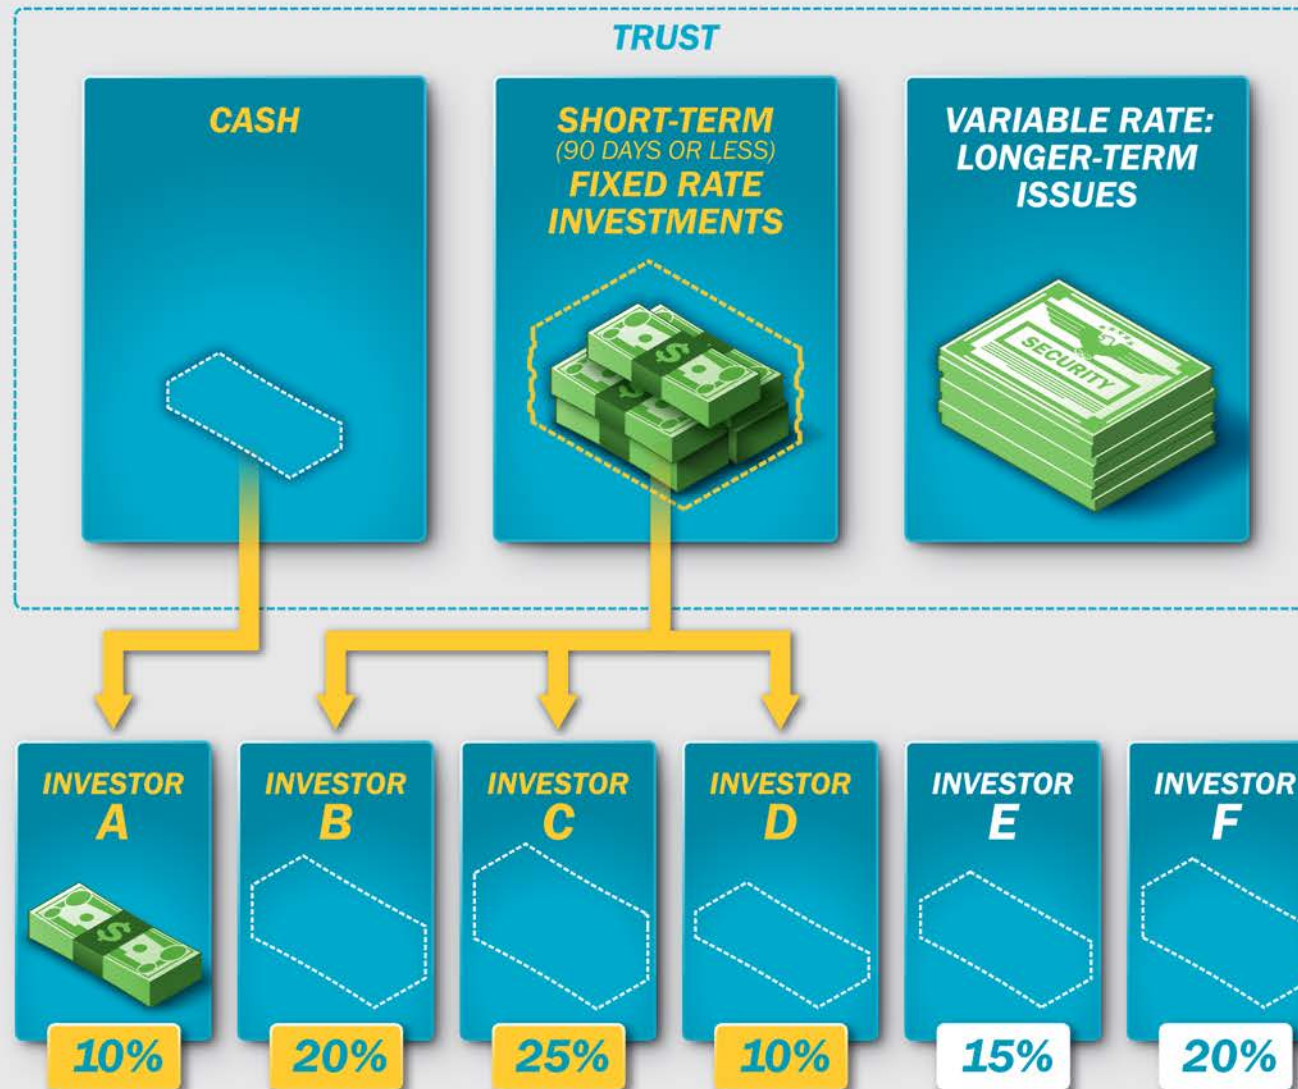 TRUST
CASH
SHORT-TERM
(90 DAYS OR LESS)
FIXED RATE
INVESTMENTS
VARIABLE RATE:
LONGER-TERM
ISSUES
$
$
SECURITY
INVESTOR
A
INVESTOR
B
INVESTOR
C
INVESTOR
D
INVESTOR
E
INVESTOR
F
$
10%
20%
25%
10%
15%
20%